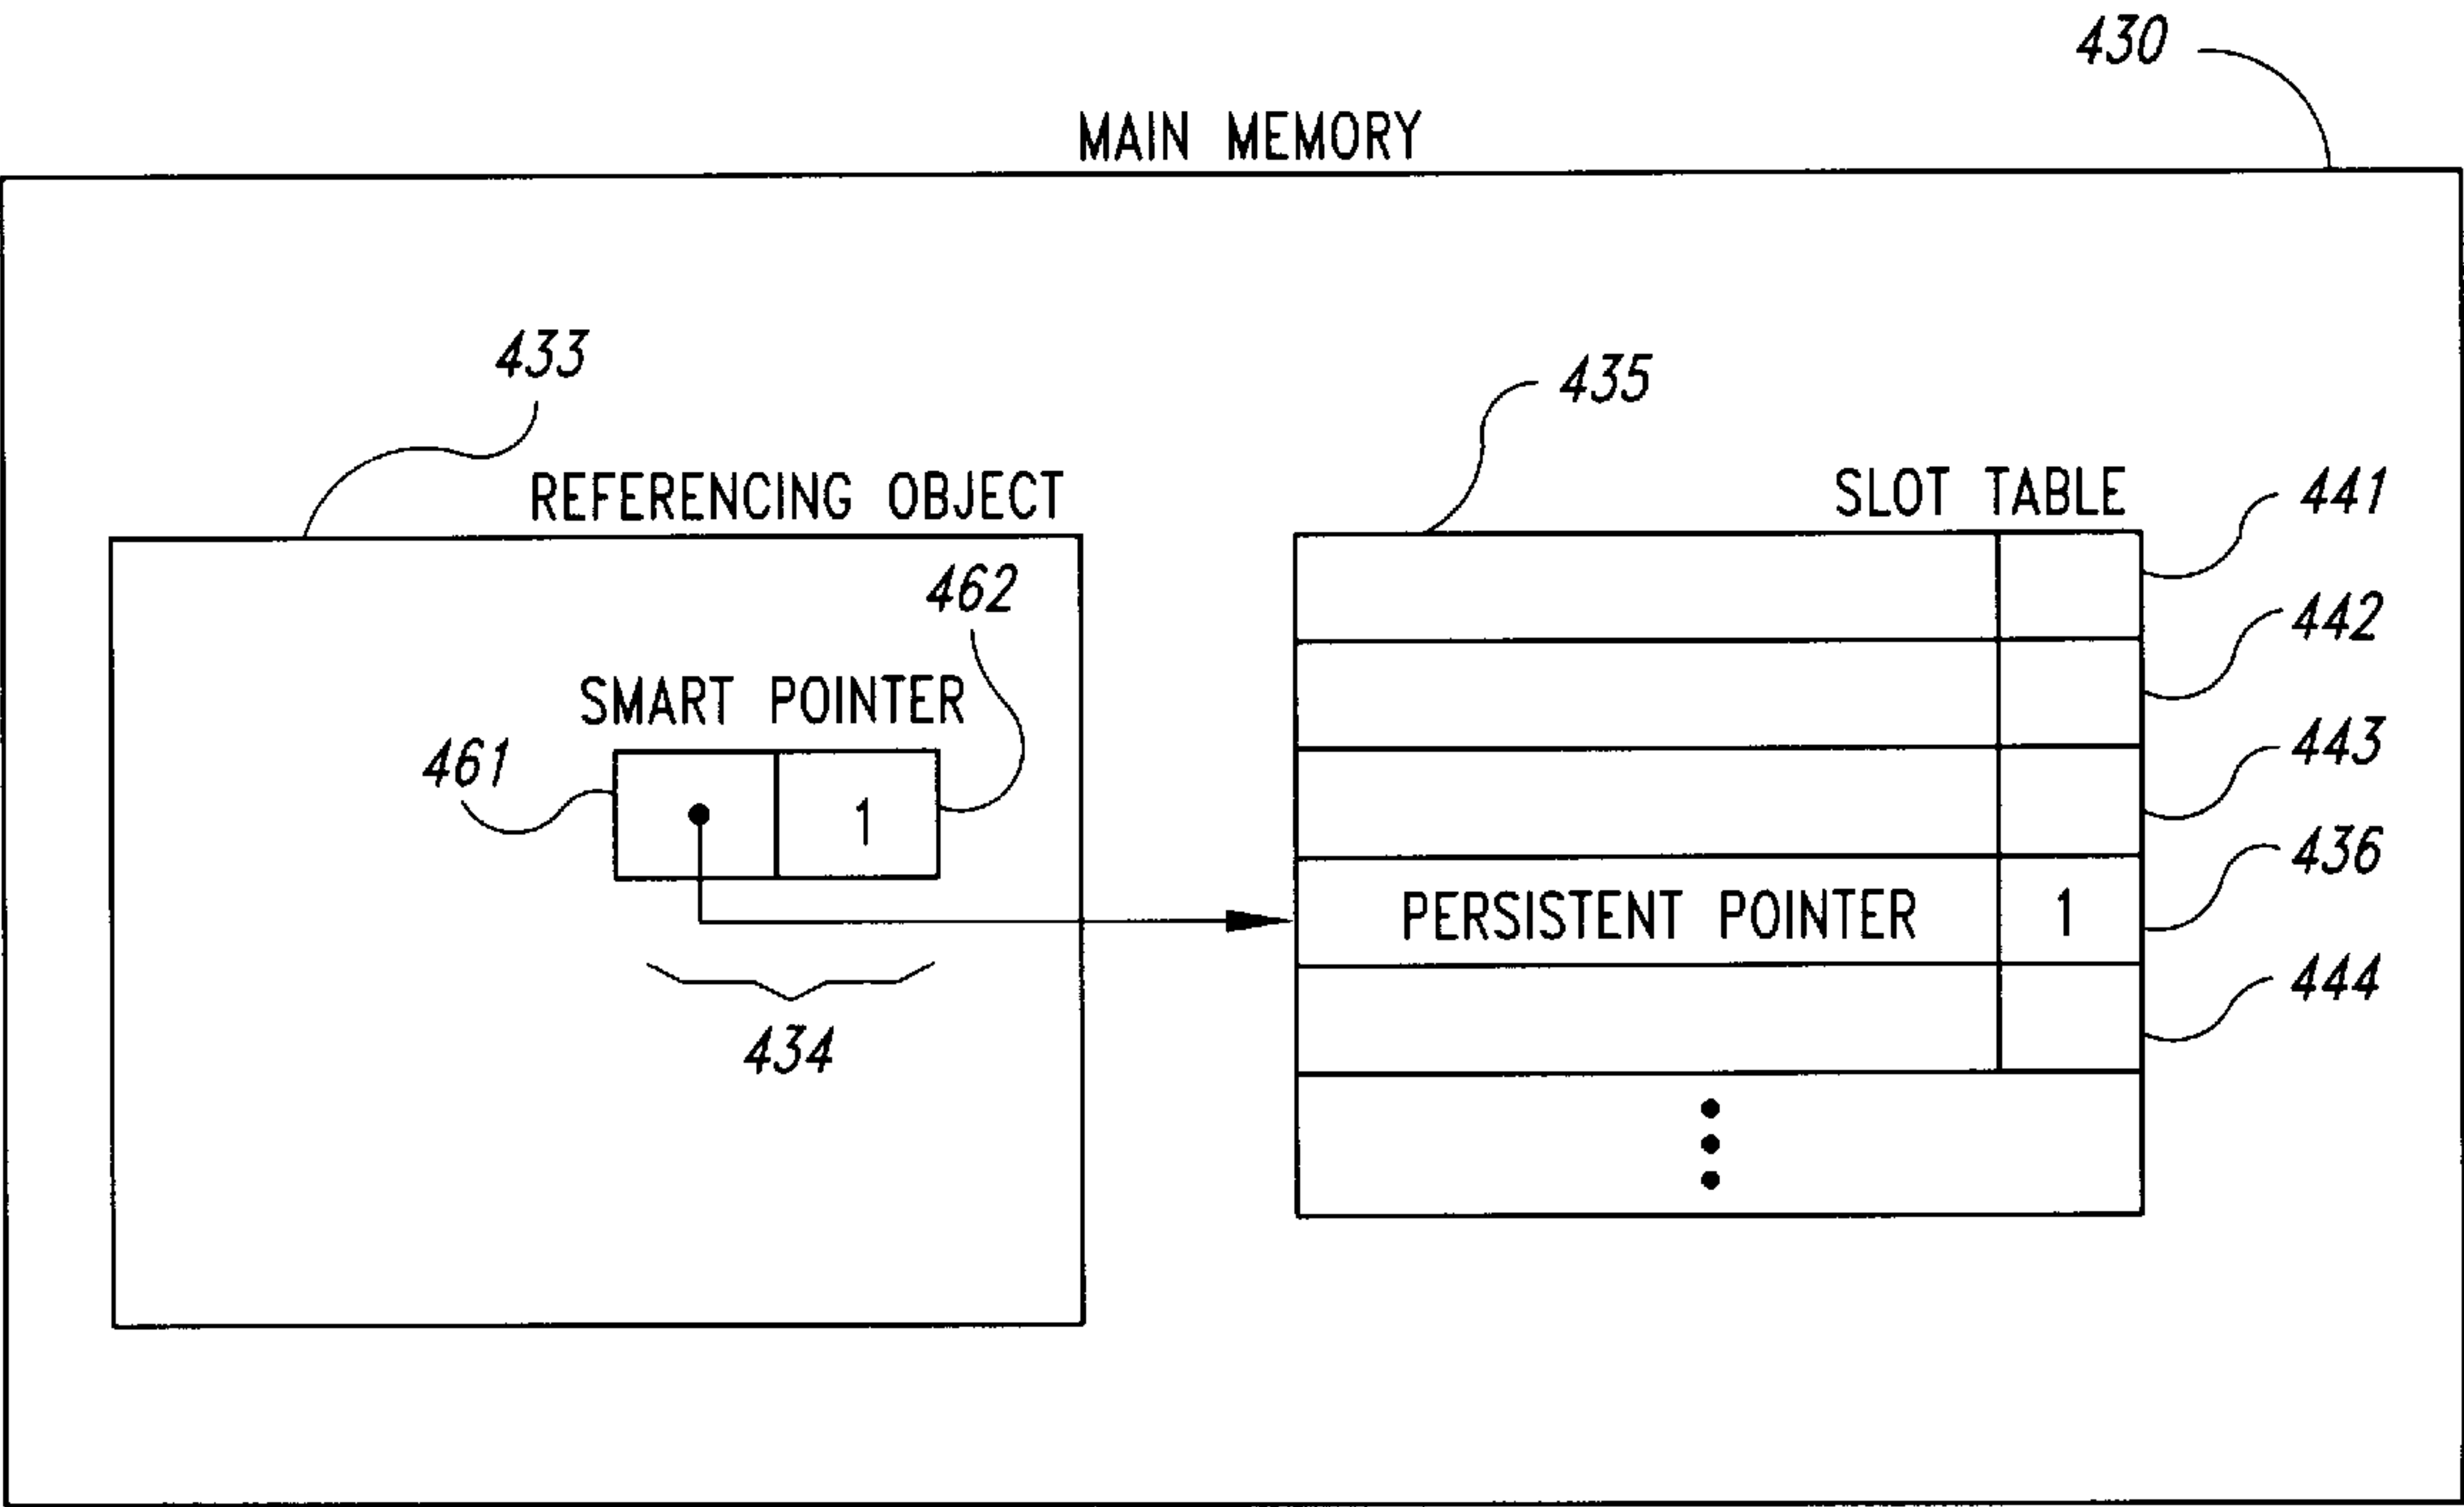 430
MAIN MEMORY
433
435
REFERENCING OBJECT
SLOT TABLE
441
462
442
SMART POINTER
461
443
1
436
PERSISTENT POINTER
1
444
434